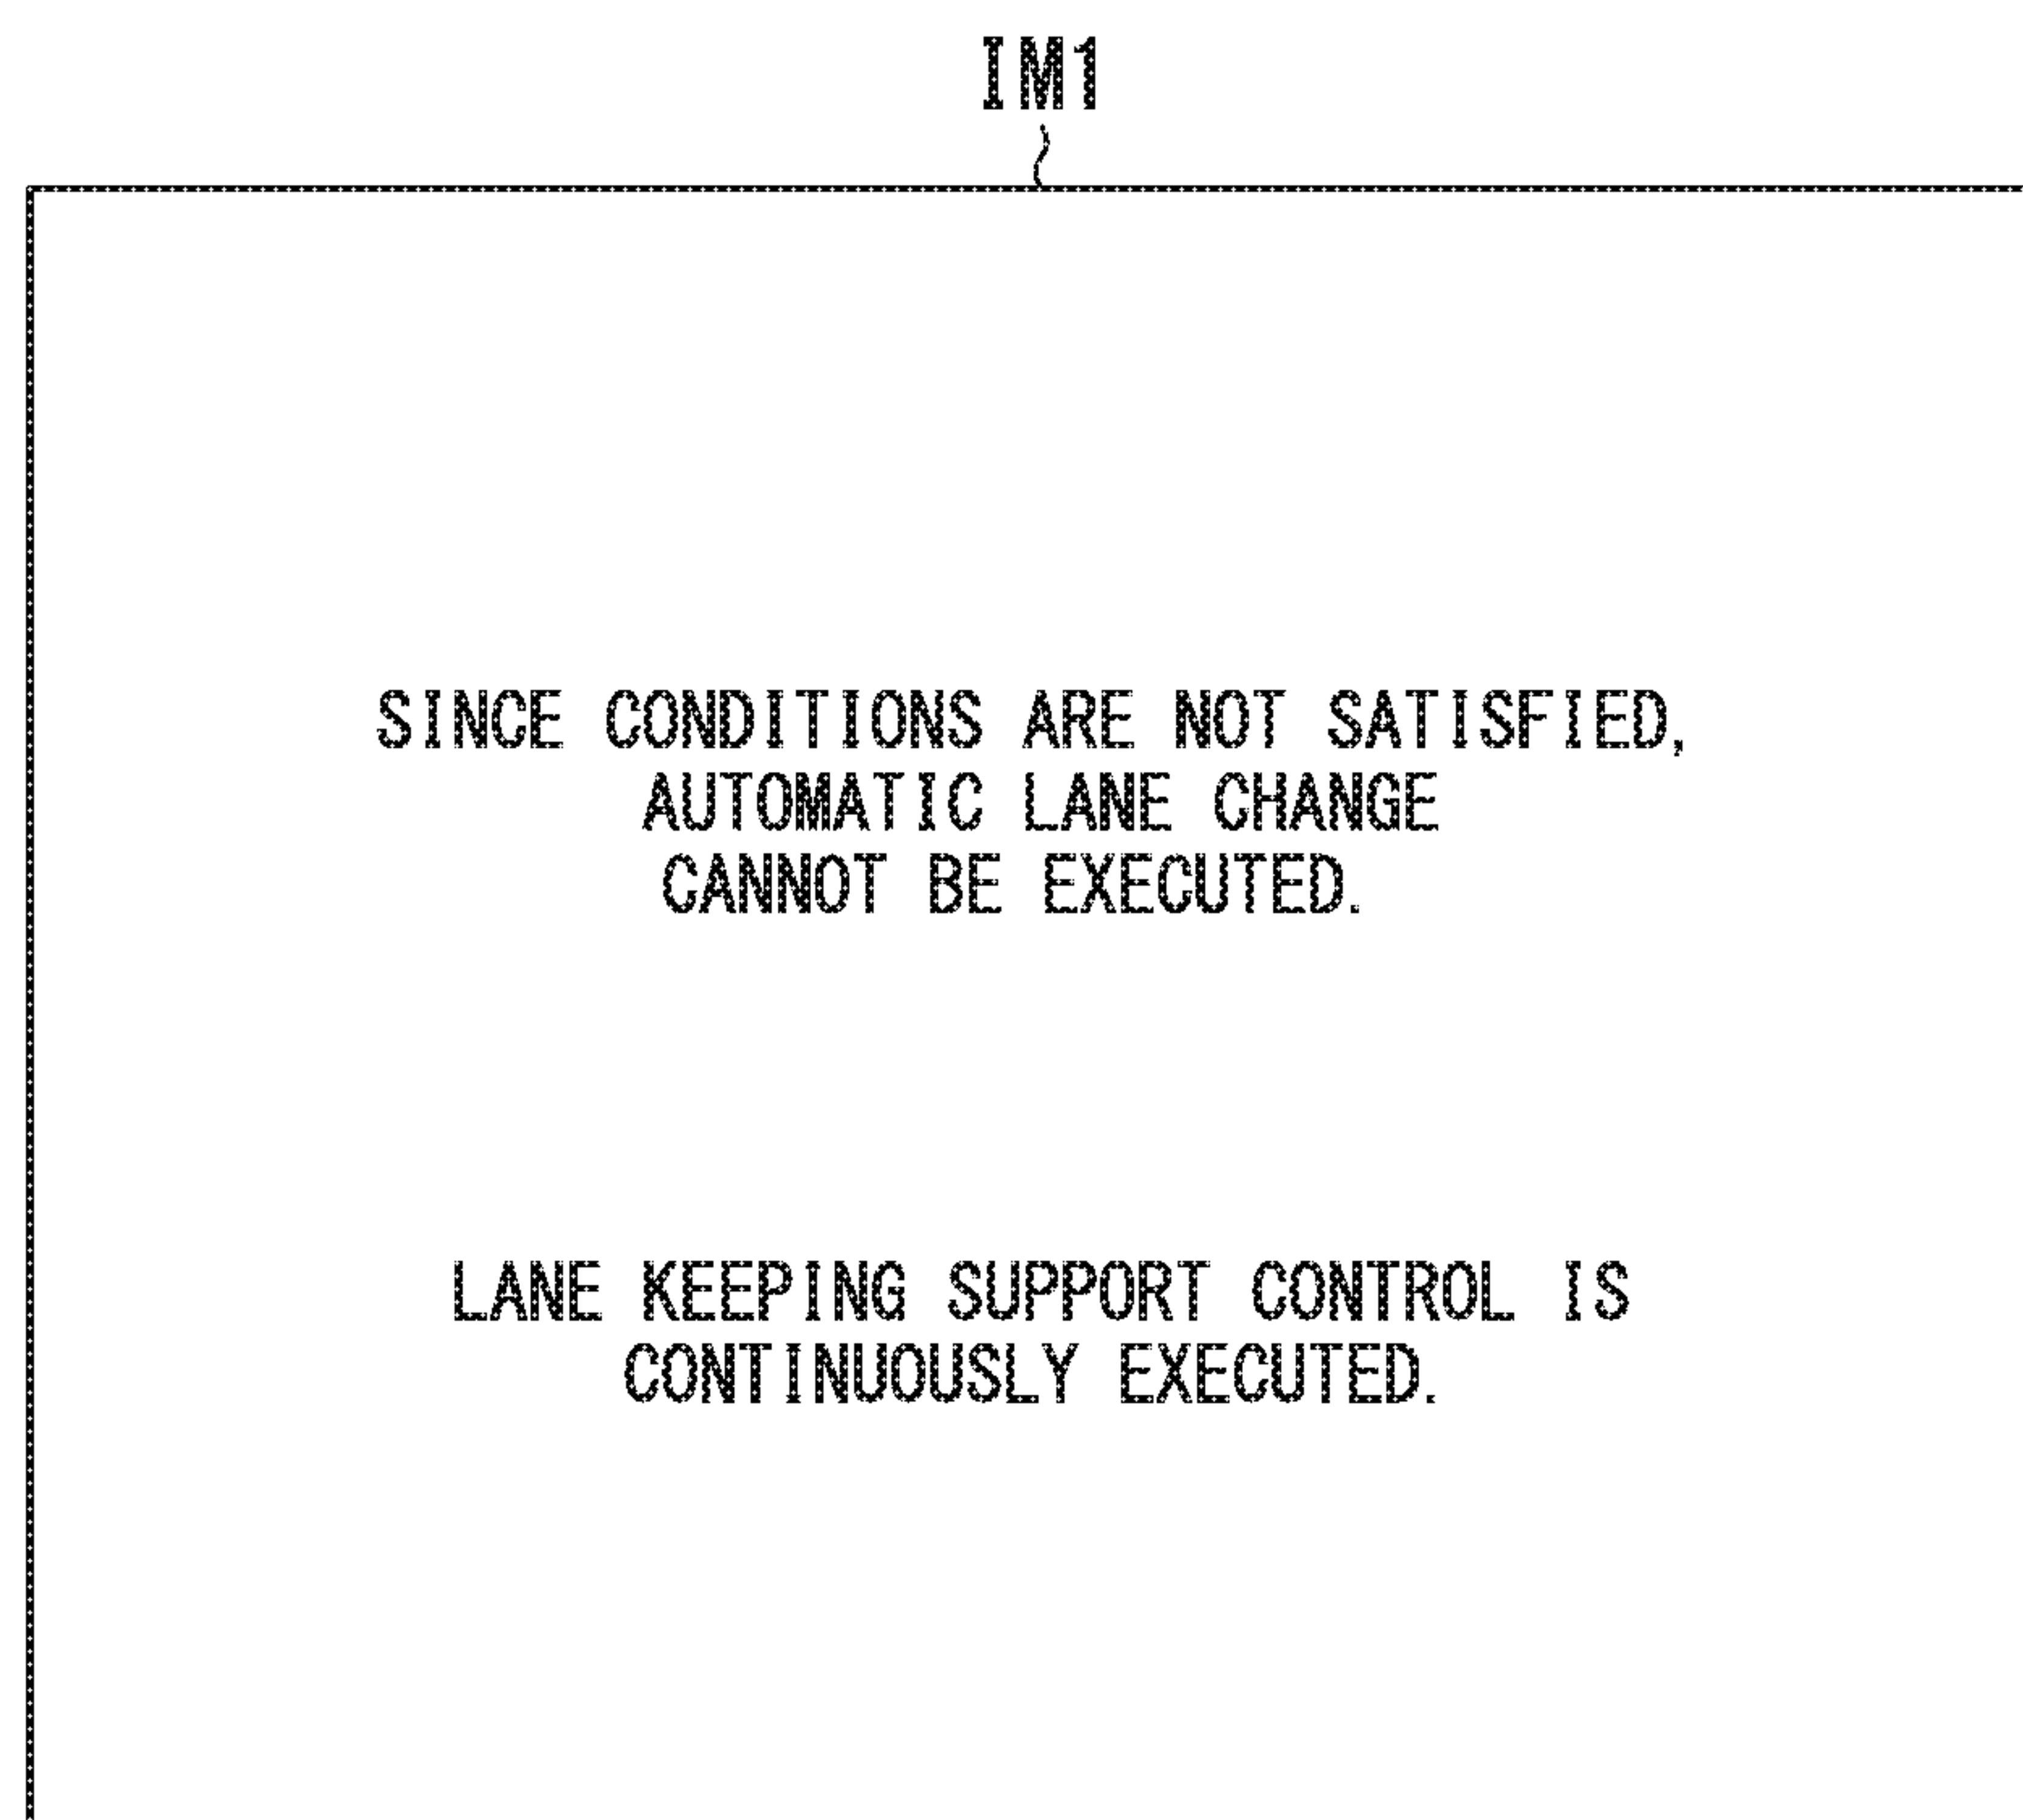 IM1
SINCE CONDITIONS ARE NOT SATISFIED,
AUTOMATIC LANE CHANGE
CANNOT BE EXECUTED.
LANE KEEPING SUPPORT CONTROL IS
CONTINUOUSLY EXECUTED.